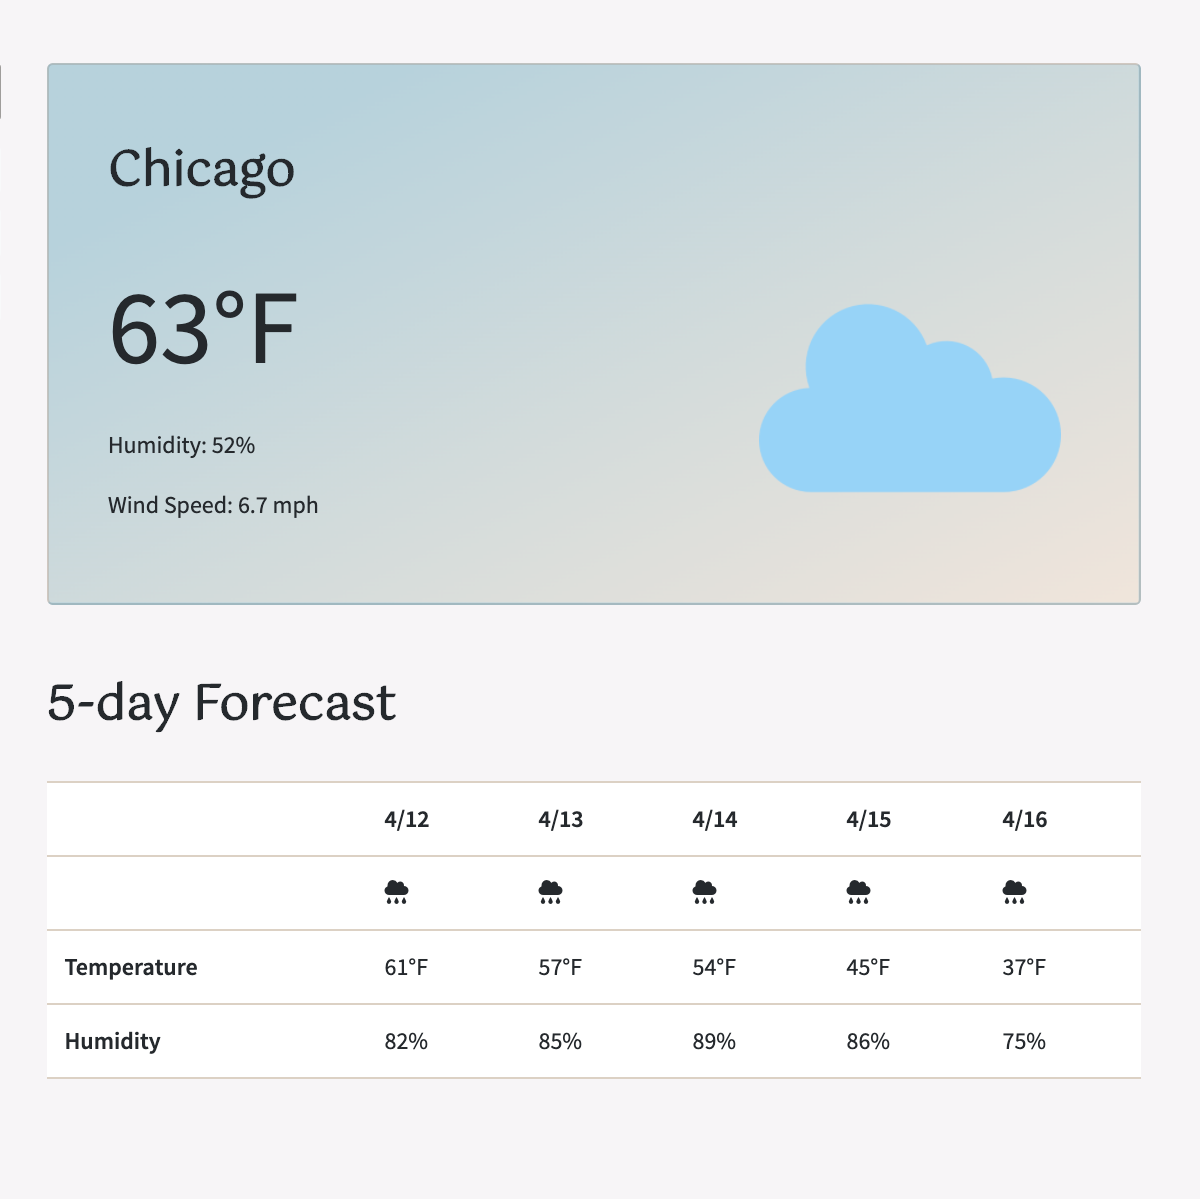 Chicago
63°F
Humidity: 52%
Wind Speed: 6.7 mph
5-day Forecast
4/12 4/13 4/14 4/15 4/16
Temperature 61°F 57°F 54°F 45°F 37°F
Humidity 82% 85% 89% 86% 75%